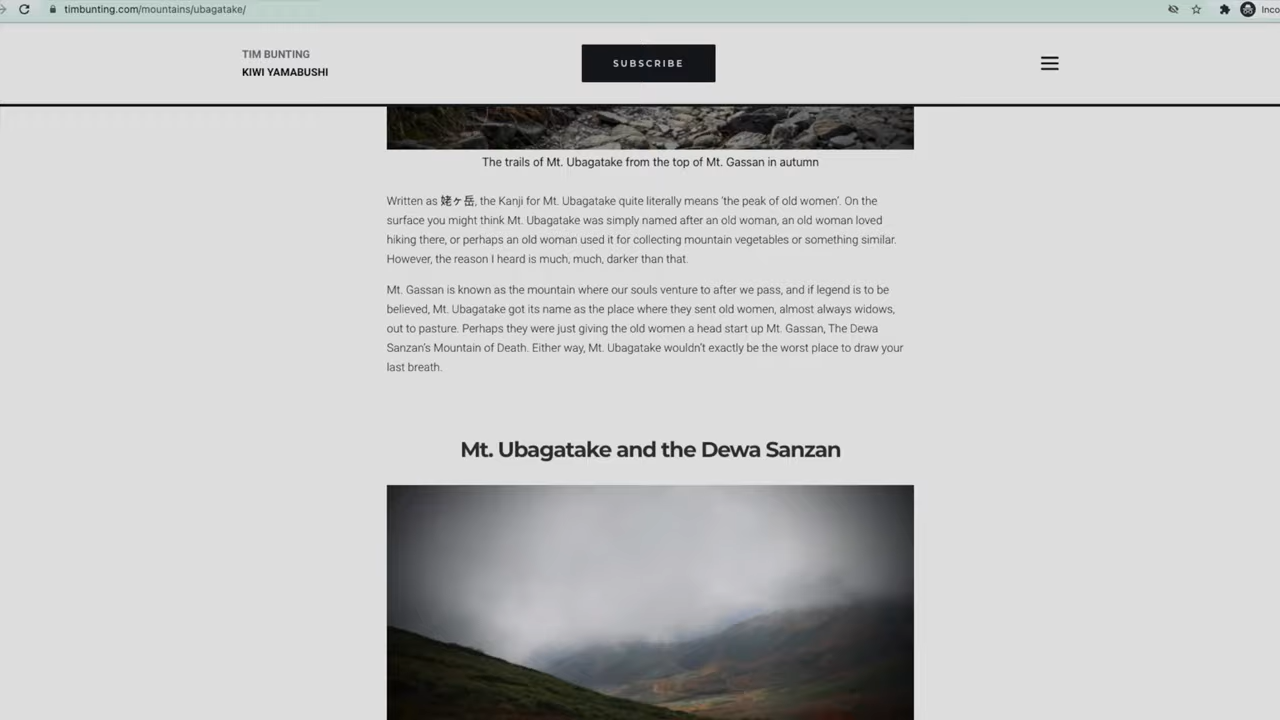 timbunting.com/mountains/ubagatake/
Inco
TIM BUNTING
KIWI YAMABUSHI
SUBSCRIBE
The trails of Mt. Ubagatake from the top of Mt. Gassan in autumn
Written as 姥ヶ岳, the Kanji for Mt. Ubagatake quite literally means ‘the peak of old women’. On the
surface you might think Mt. Ubagatake was simply named after an old woman, an old woman loved
hiking there, or perhaps an old woman used it for collecting mountain vegetables or something similar.
However, the reason I heard is much, much, darker than that.
Mt. Gassan is known as the mountain where our souls venture to after we pass, and if legend is to be
believed, Mt. Ubagatake got its name as the place where they sent old women, almost always widows,
out to pasture. Perhaps they were just giving the old women a head start up Mt. Gassan, The Dewa
Sanzan’s Mountain of Death. Either way, Mt. Ubagatake wouldn’t exactly be the worst place to draw your
last breath.
Mt. Ubagatake and the Dewa Sanzan